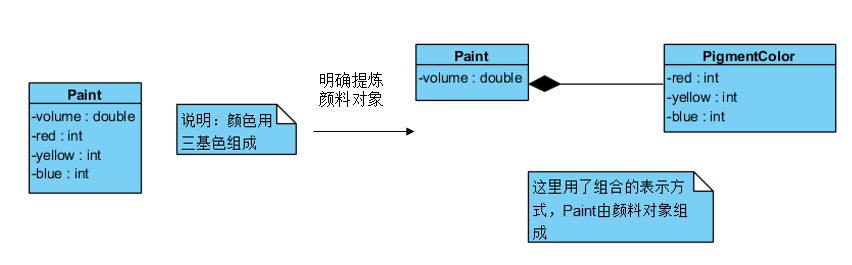 Paint
-volume : double
-red : int
-yellow : int
-blue : int
说明：颜色用
三基色组成
明确提炼
颜料对象
Paint
-volume : double
PigmentColor
-red : int
-yellow : int
-blue : int
这里用了组合的表示方
式，Paint由颜料对象组
成